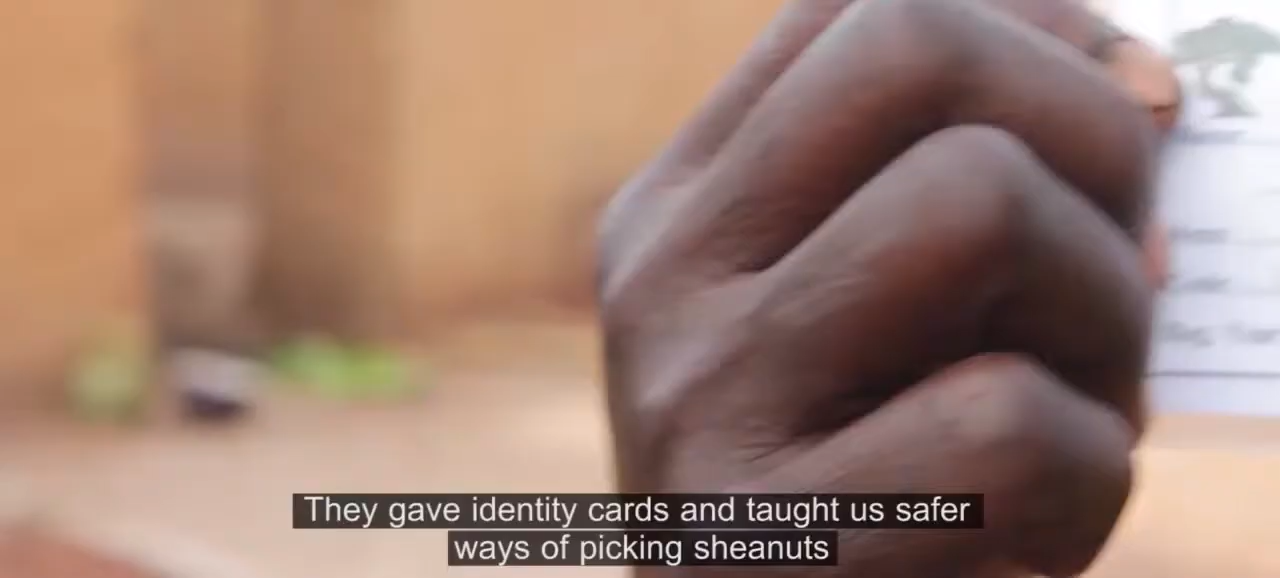 They gave identity cards and taught us safer
ways of picking sheanuts